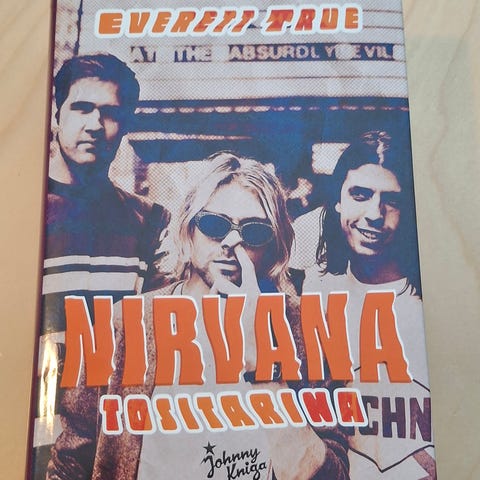 EVERETT TRUE
AT THE ABSURDLY EVIL
NIRVANA
TOSITARINA
CHN
Johnny
Kniga